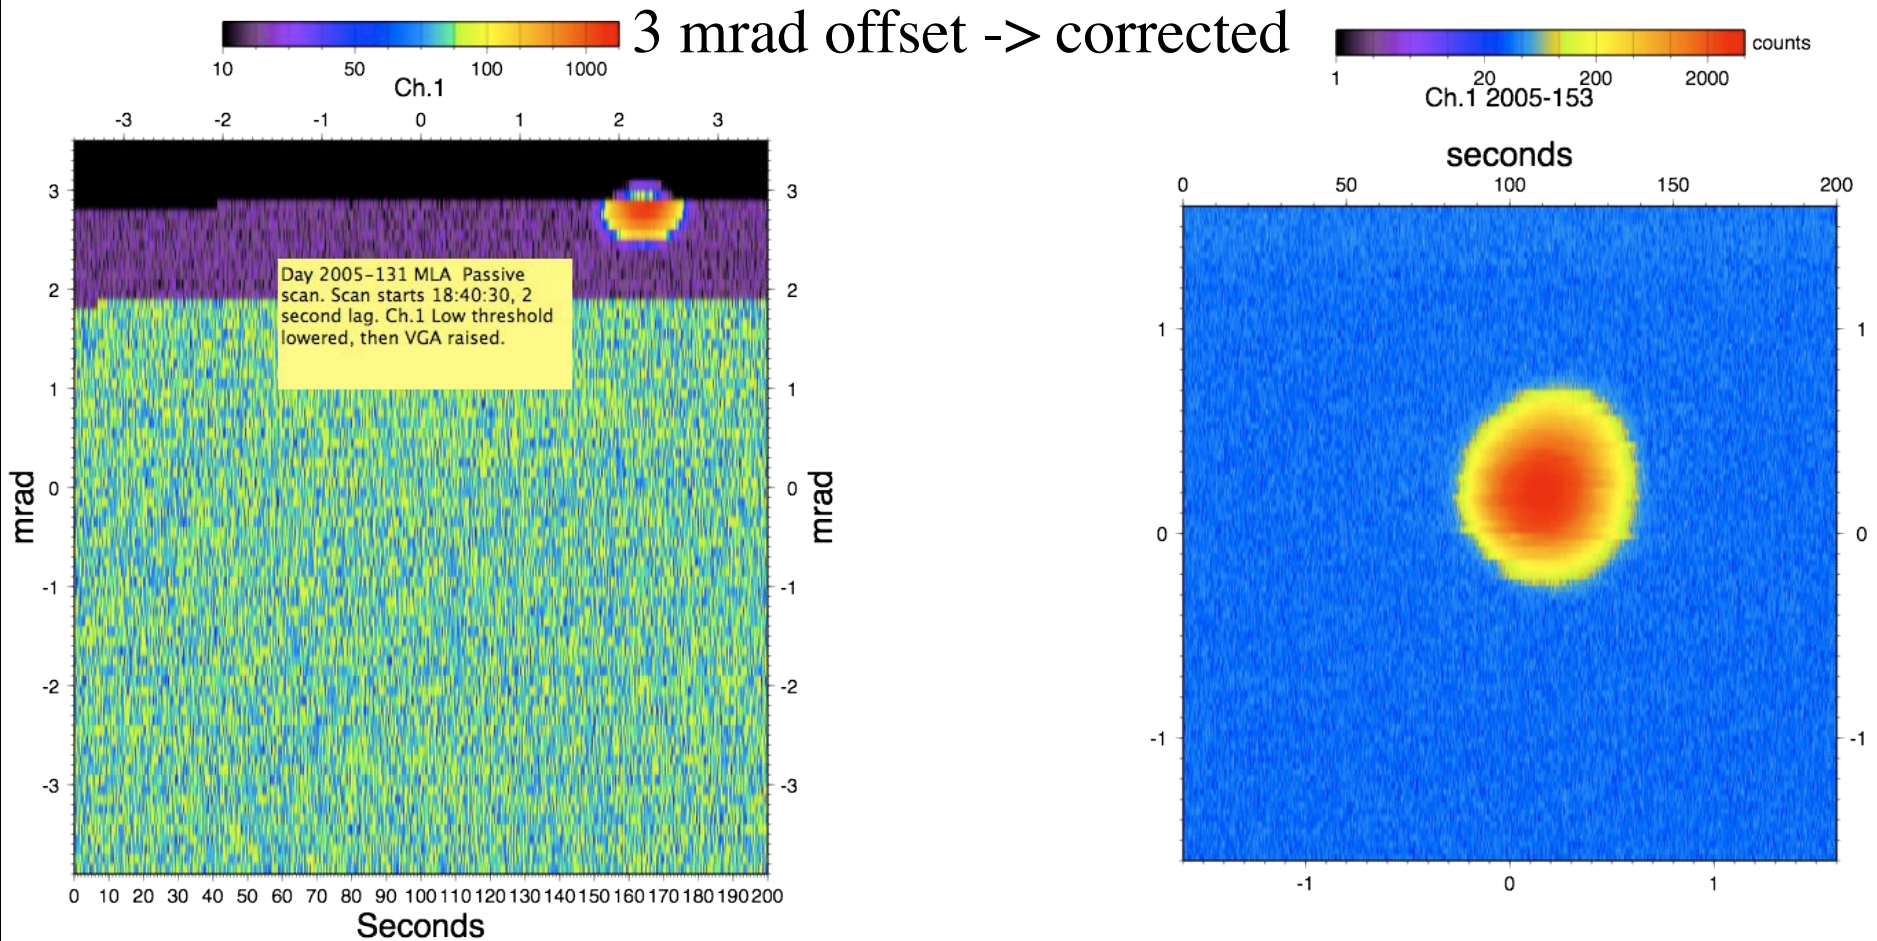 3 mrad offset -> corrected
10 50 100 1000
Ch.1
-3 -2 -1 0 1 2 3
3 3
2 2
1 1
0 0
-1 -1
-2 -2
-3 -3
mrad
mrad
Day 2005-131 MLA Passive
scan. Scan starts 18:40:30, 2
second lag. Ch.1 Low threshold
lowered, then VGA raised.
0 10 20 30 40 50 60 70 80 90 100 110 120 130 140 150 160 170 180 190 200
Seconds
counts
1 20 200 2000
Ch.1 2005-153
seconds
0 50 100 150 200
1 1
0 0
-1 -1
-1 0 1